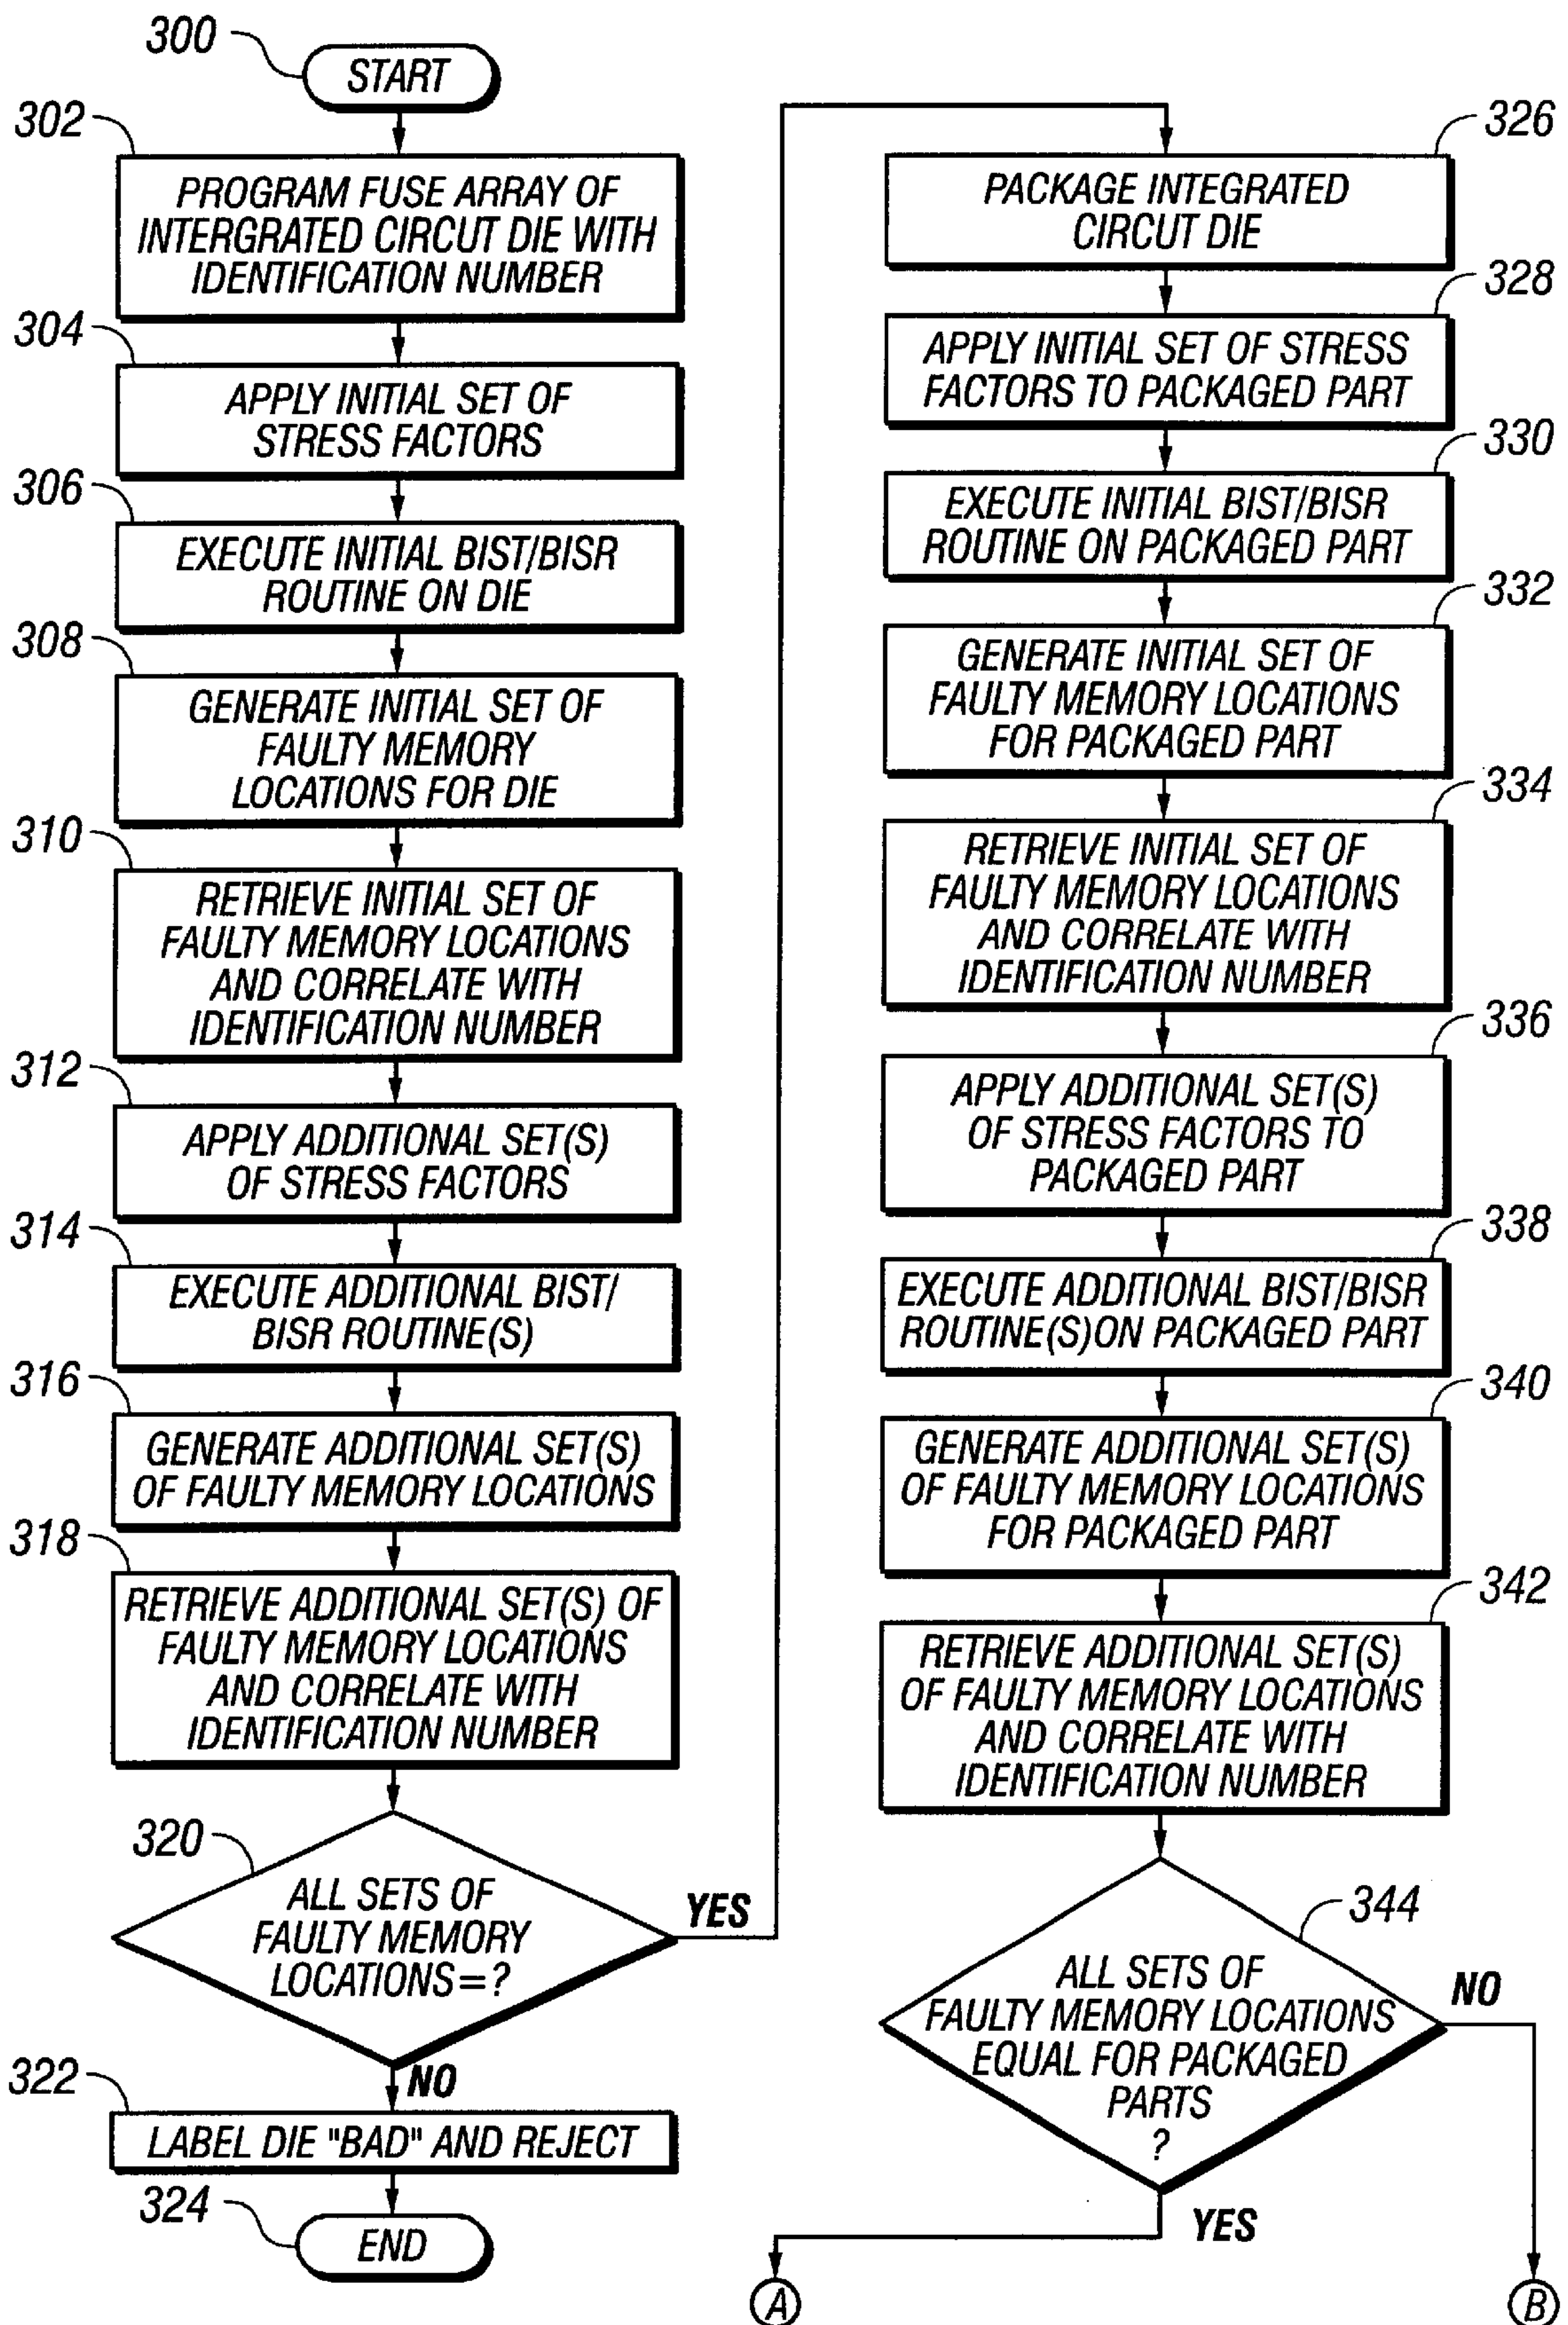 300
START
302
PROGRAM FUSE ARRAY OF
INTERGRATED CIRCUT DIE WITH
IDENTIFICATION NUMBER
304
APPLY INITIAL SET OF
STRESS FACTORS
306
EXECUTE INITIAL BIST/BISR
ROUTINE ON DIE
308
GENERATE INITIAL SET OF
FAULTY MEMORY
LOCATIONS FOR DIE
310
RETRIEVE INITIAL SET OF
FAULTY MEMORY LOCATIONS
AND CORRELATE WITH
IDENTIFICATION NUMBER
312
APPLY ADDITIONAL SET(S)
OF STRESS FACTORS
314
EXECUTE ADDITIONAL BIST/
BISR ROUTINE(S)
316
GENERATE ADDITIONAL SET(S)
OF FAULTY MEMORY LOCATIONS
318
RETRIEVE ADDITIONAL SET(S) OF
FAULTY MEMORY LOCATIONS
AND CORRELATE WITH
IDENTIFICATION NUMBER
320
ALL SETS OF
FAULTY MEMORY
LOCATIONS=?
YES
NO
322
LABEL DIE "BAD" AND REJECT
324
END
326
PACKAGE INTEGRATED
CIRCUT DIE
328
APPLY INITIAL SET OF STRESS
FACTORS TO PACKAGED PART
330
EXECUTE INITIAL BIST/BISR
ROUTINE ON PACKAGED PART
332
GENERATE INITIAL SET OF
FAULTY MEMORY LOCATIONS
FOR PACKAGED PART
334
RETRIEVE INITIAL SET OF
FAULTY MEMORY LOCATIONS
AND CORRELATE WITH
IDENTIFICATION NUMBER
336
APPLY ADDITIONAL SET(S)
OF STRESS FACTORS TO
PACKAGED PART
338
EXECUTE ADDITIONAL BIST/BISR
ROUTINE(S)ON PACKAGED PART
340
GENERATE ADDITIONAL SET(S)
OF FAULTY MEMORY LOCATIONS
FOR PACKAGED PART
342
RETRIEVE ADDITIONAL SET(S)
OF FAULTY MEMORY LOCATIONS
AND CORRELATE WITH
IDENTIFICATION NUMBER
344
ALL SETS OF
FAULTY MEMORY LOCATIONS
EQUAL FOR PACKAGED
PARTS
?
NO
YES
A
B